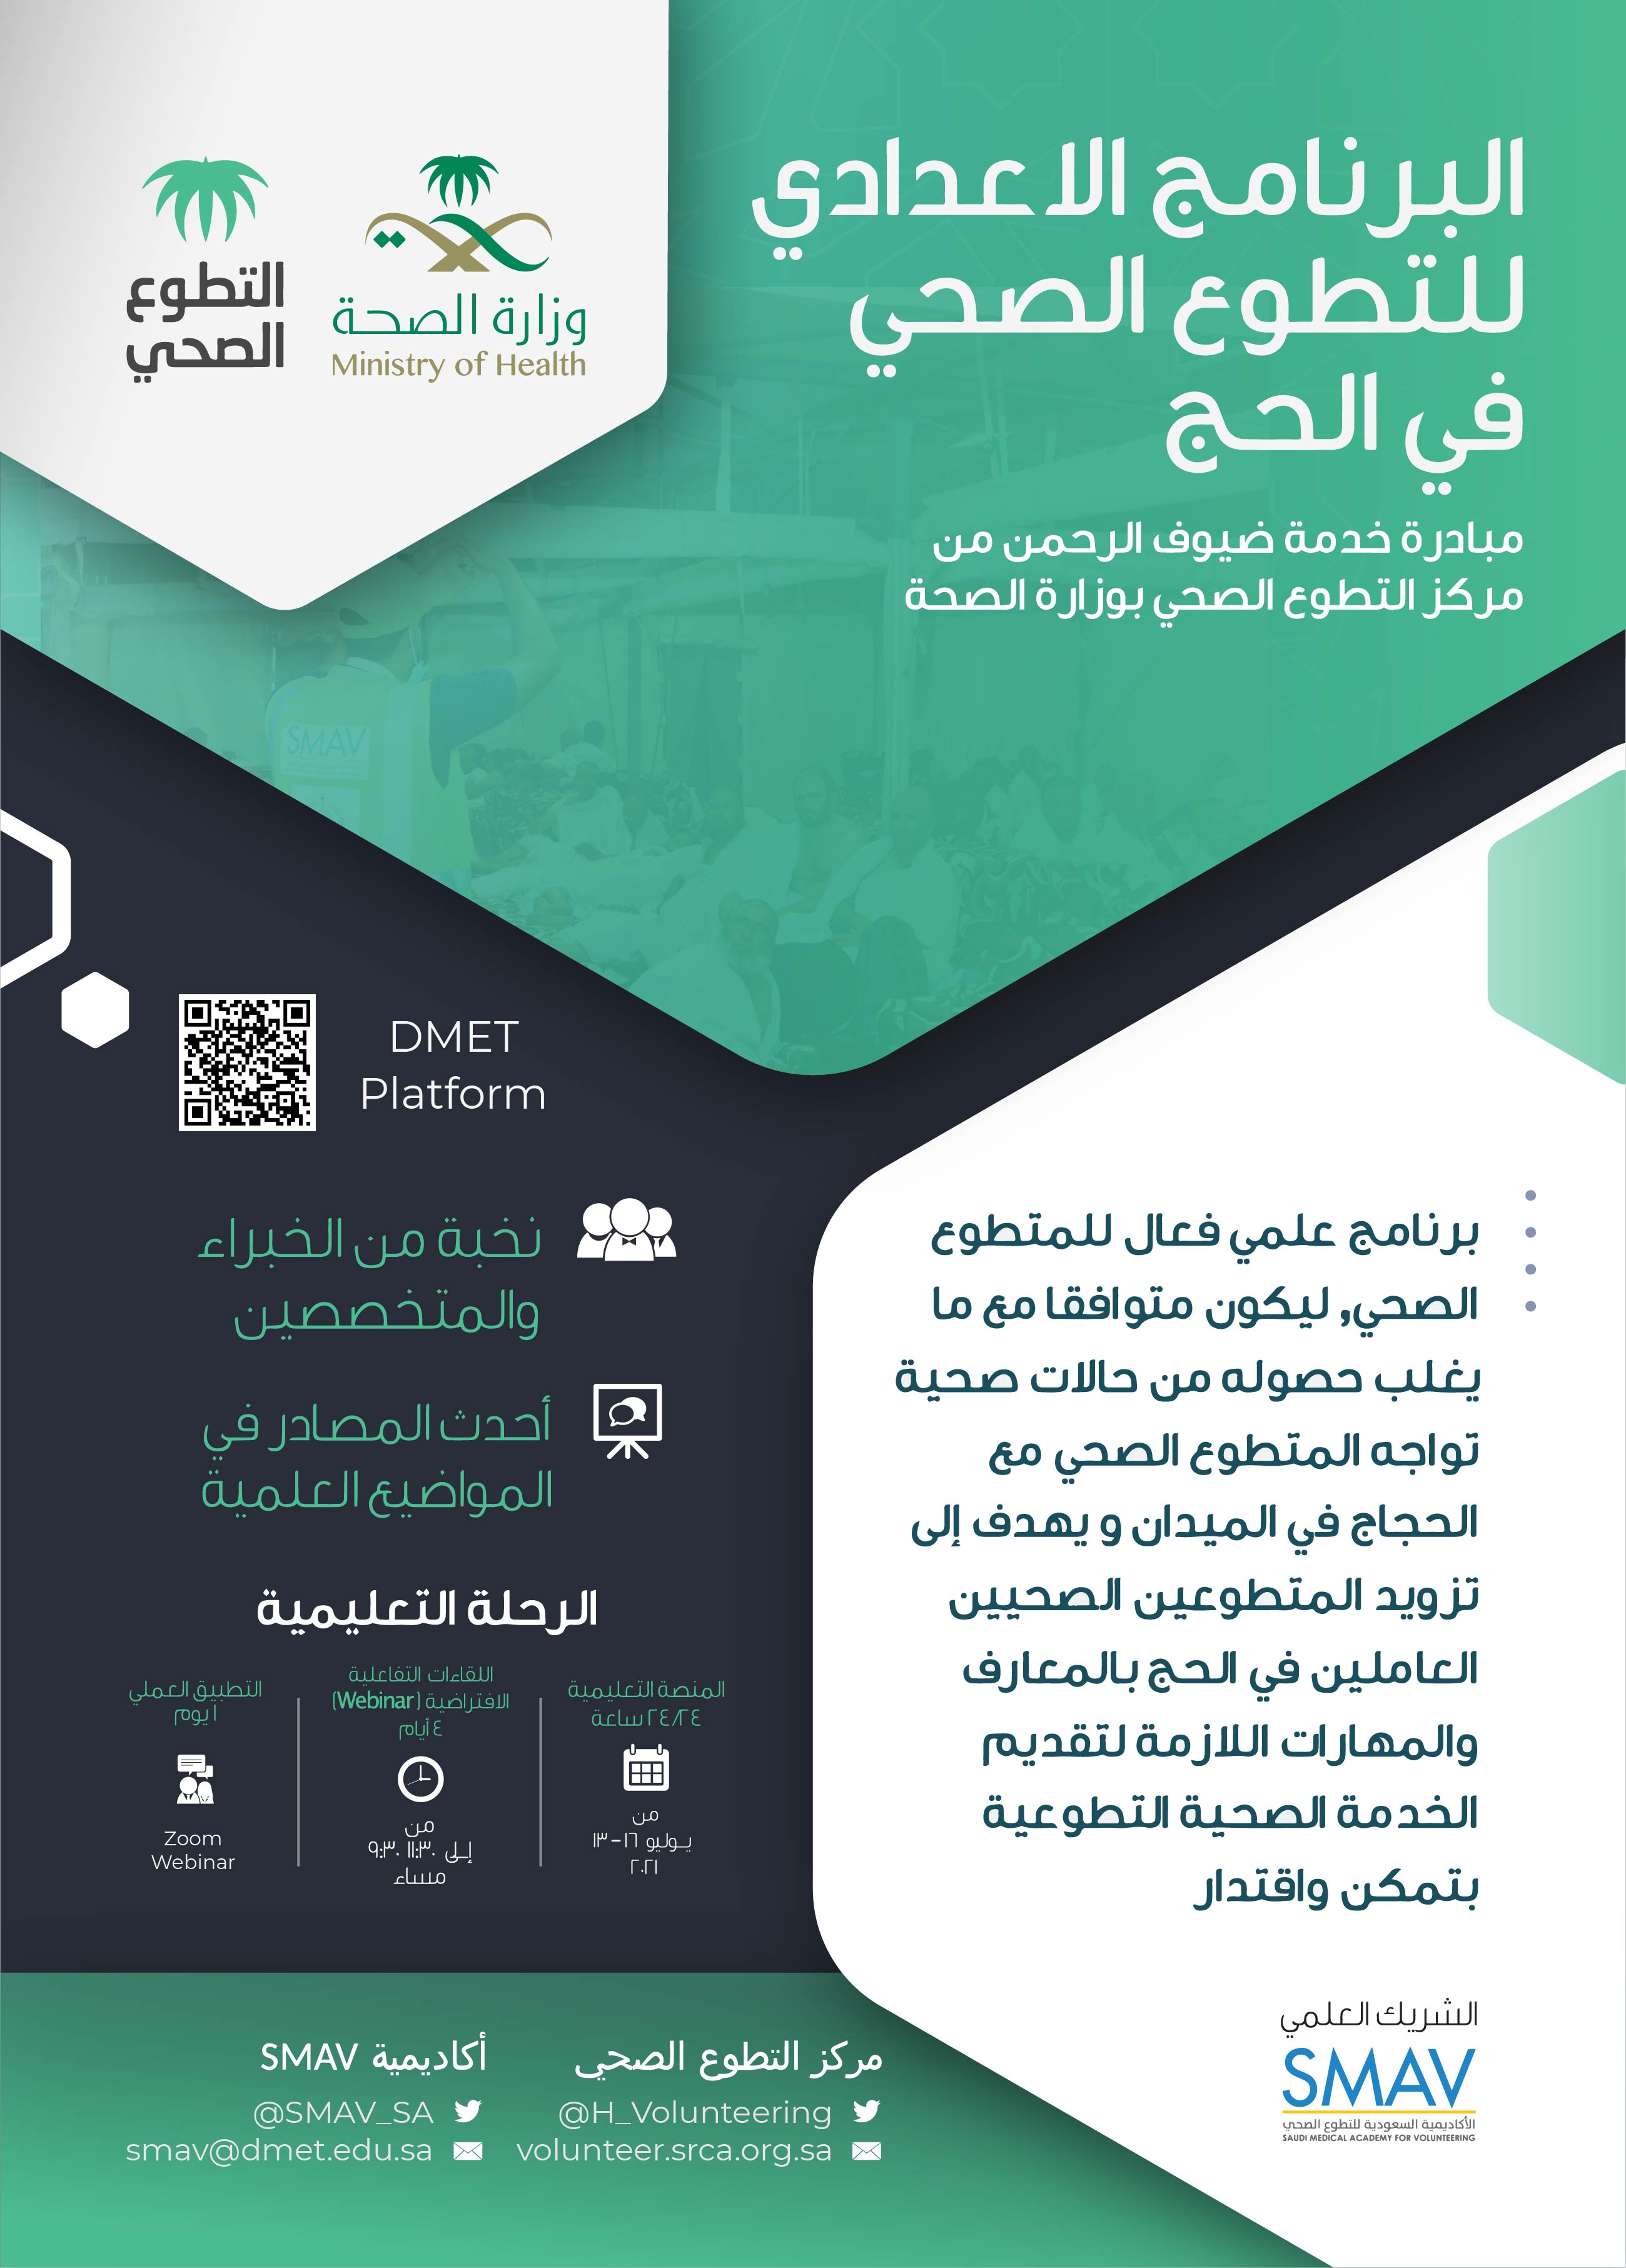 البرنامج الاعدادي
للتطوع الصحي
في الحج
مبادرة خدمة ضيوف الرحمن من
مركز التطوع الصحي بوزارة الصحة
وزارة الصحة
Ministry of Health
التطوع
الصحي
SMAV
DMET
Platform
نخبة من الخبراء
والمتخصصين
أحدث المصادر في
المواضيع العلمية
الرحلة التعليمية
المنصة التعليمية
٢٤/٢٤ ساعة
من
١٣ - ١٦ يوليو
٢٠٢١
اللقاءات التفاعلية
الافتراضية (Webinar)
٤ أيام
من
٩:٣٠ إلى ١١:٣٠
مساء
التطبيق العملي
١ يوم
Zoom
Webinar
برنامج علمي فعال للمتطوع
الصحي, ليكون متوافقا مع ما
يغلب حصوله من حالات صحية
تواجه المتطوع الصحي مع
الحجاج في الميدان و يهدف إلى
تزويد المتطوعين الصحيين
العاملين في الحج بالمعارف
والمهارات اللازمة لتقديم
الخدمة الصحية التطوعية
بتمكن واقتدار
الشريك العلمي
SMAV
الأكاديمية السعودية للتطوع الصحي
SAUDI MEDICAL ACADEMY FOR VOLUNTEERING
مركز التطوع الصحي
@H_Volunteering
volunteer.srca.org.sa
أكاديمية SMAV
@SMAV_SA
smav@dmet.edu.sa